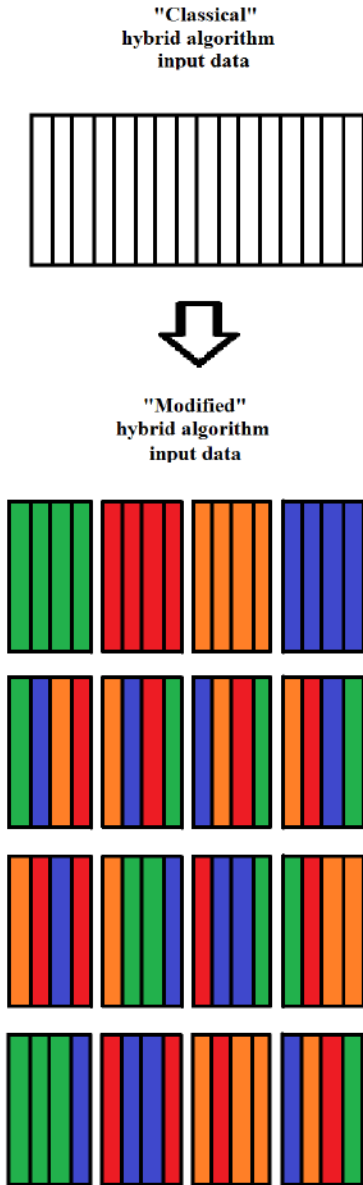 "Classical"
hybrid algorithm
input data
"Modified"
hybrid algorithm
input data